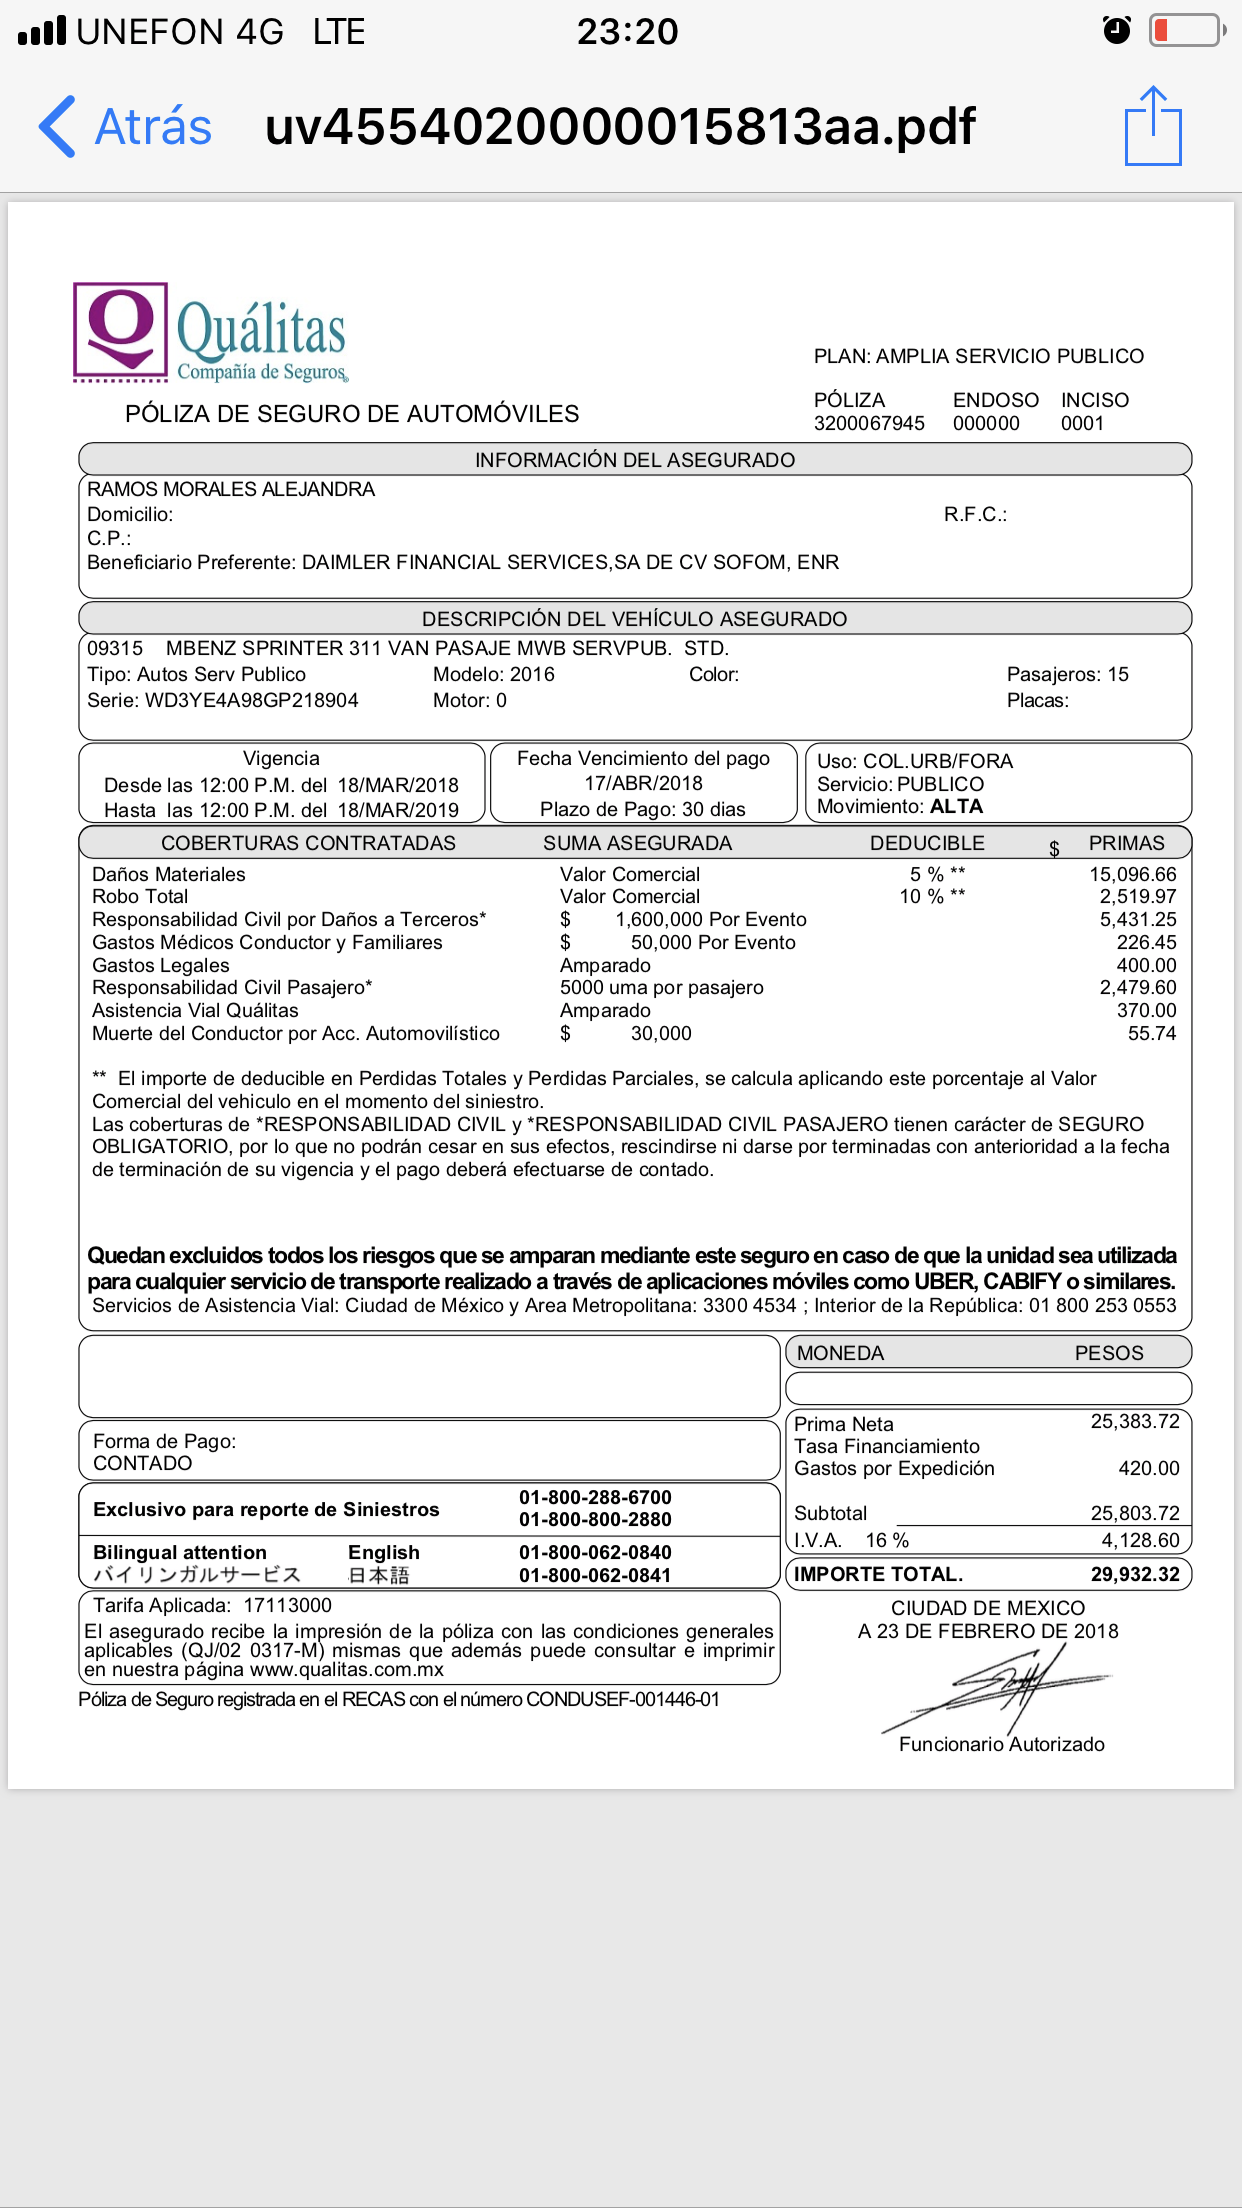 UNEFON 4G LTE 23:20
Atrás uv4554020000015813aa.pdf
Q Quálitas
Compañía de Seguros®
PLAN: AMPLIA SERVICIO PUBLICO
PÓLIZA ENDOSO INCISO
3200067945 000000 0001
PÓLIZA DE SEGURO DE AUTOMÓVILES
INFORMACIÓN DEL ASEGURADO
RAMOS MORALES ALEJANDRA
Domicilio: R.F.C.:
C.P.:
Beneficiario Preferente: DAIMLER FINANCIAL SERVICES,SA DE CV SOFOM, ENR
DESCRIPCIÓN DEL VEHÍCULO ASEGURADO
09315 MBENZ SPRINTER 311 VAN PASAJE MWB SERVPUB. STD.
Tipo: Autos Serv Publico Modelo: 2016 Color: Pasajeros: 15
Serie: WD3YE4A98GP218904 Motor: 0 Placas:
Vigencia
Desde las 12:00 P.M. del 18/MAR/2018
Hasta las 12:00 P.M. del 18/MAR/2019
Fecha Vencimiento del pago
17/ABR/2018
Plazo de Pago: 30 dias
Uso: COL.URB/FORA
Servicio: PUBLICO
Movimiento: ALTA
COBERTURAS CONTRATADAS SUMA ASEGURADA DEDUCIBLE $ PRIMAS
Daños Materiales Valor Comercial 5 % ** 15,096.66
Robo Total Valor Comercial 10 % ** 2,519.97
Responsabilidad Civil por Daños a Terceros* $ 1,600,000 Por Evento 5,431.25
Gastos Médicos Conductor y Familiares $ 50,000 Por Evento 226.45
Gastos Legales Amparado 400.00
Responsabilidad Civil Pasajero* 5000 uma por pasajero 2,479.60
Asistencia Vial Quálitas Amparado 370.00
Muerte del Conductor por Acc. Automovilístico $ 30,000 55.74
** El importe de deducible en Perdidas Totales y Perdidas Parciales, se calcula aplicando este porcentaje al Valor
Comercial del vehiculo en el momento del siniestro.
Las coberturas de *RESPONSABILIDAD CIVIL y *RESPONSABILIDAD CIVIL PASAJERO tienen carácter de SEGURO
OBLIGATORIO, por lo que no podrán cesar en sus efectos, rescindirse ni darse por terminadas con anterioridad a la fecha
de terminación de su vigencia y el pago deberá efectuarse de contado.
Quedan excluidos todos los riesgos que se amparan mediante este seguro en caso de que la unidad sea utilizada
para cualquier servicio de transporte realizado a través de aplicaciones móviles como UBER, CABIFY o similares.
Servicios de Asistencia Vial: Ciudad de México y Area Metropolitana: 3300 4534 ; Interior de la República: 01 800 253 0553
MONEDA PESOS
Prima Neta 25,383.72
Tasa Financiamiento
Gastos por Expedición 420.00
Subtotal 25,803.72
I.V.A. 16 % 4,128.60
IMPORTE TOTAL. 29,932.32
Forma de Pago:
CONTADO
Exclusivo para reporte de Siniestros 01-800-288-6700
01-800-800-2880
Bilingual attention English 01-800-062-0840
バイリンガルサービス 日本語 01-800-062-0841
Tarifa Aplicada: 17113000
El asegurado recibe la impresión de la póliza con las condiciones generales
aplicables (QJ/02 0317-M) mismas que además puede consultar e imprimir
en nuestra página www.qualitas.com.mx
Póliza de Seguro registrada en el RECAS con el número CONDUSEF-001446-01
CIUDAD DE MEXICO
A 23 DE FEBRERO DE 2018
Funcionario Autorizado